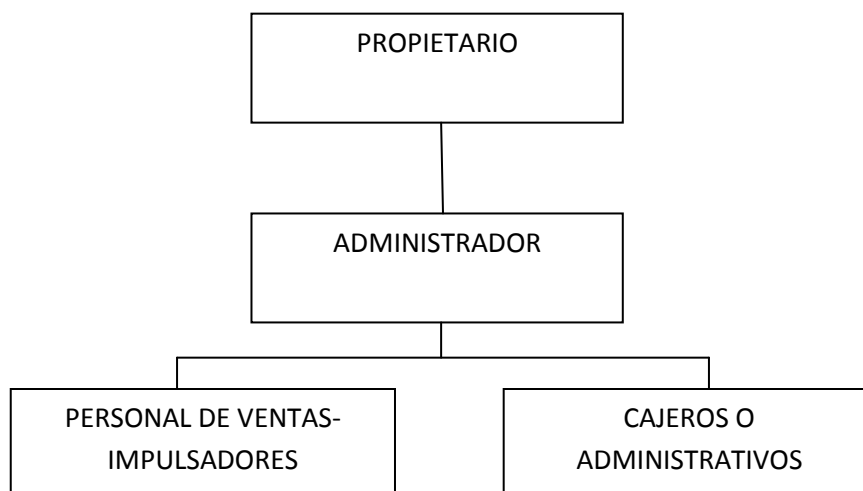 PROPIETARIO
ADMINISTRADOR
PERSONAL DE VENTAS-
IMPULSADORES
CAJEROS O
ADMINISTRATIVOS